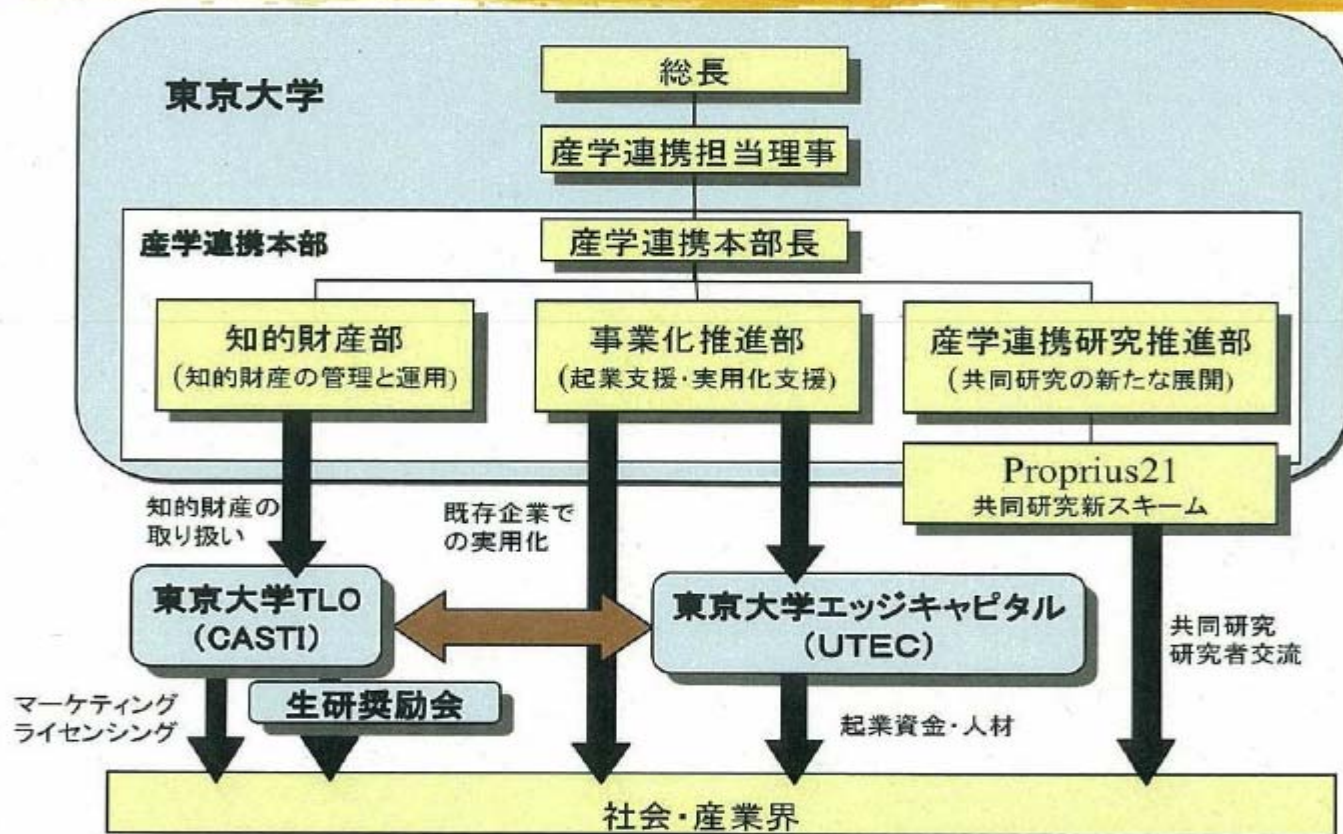 東京大学
総長
産学連携担当理事
産学連携本部
産学連携本部長
知的財産部
(知的財産の管理と運用)
事業化推進部
(起業支援・実用化支援)
産学連携研究推進部
(共同研究の新たな展開)
Proprius21
共同研究新スキーム
知的財産の
取り扱い
既存企業で
の実用化
東京大学TLO
(CASTI)
東京大学エッジキャピタル
(UTEC)
共同研究
研究者交流
マーケティング
ライセンシング
生研奨励会
起業資金・人材
社会・産業界